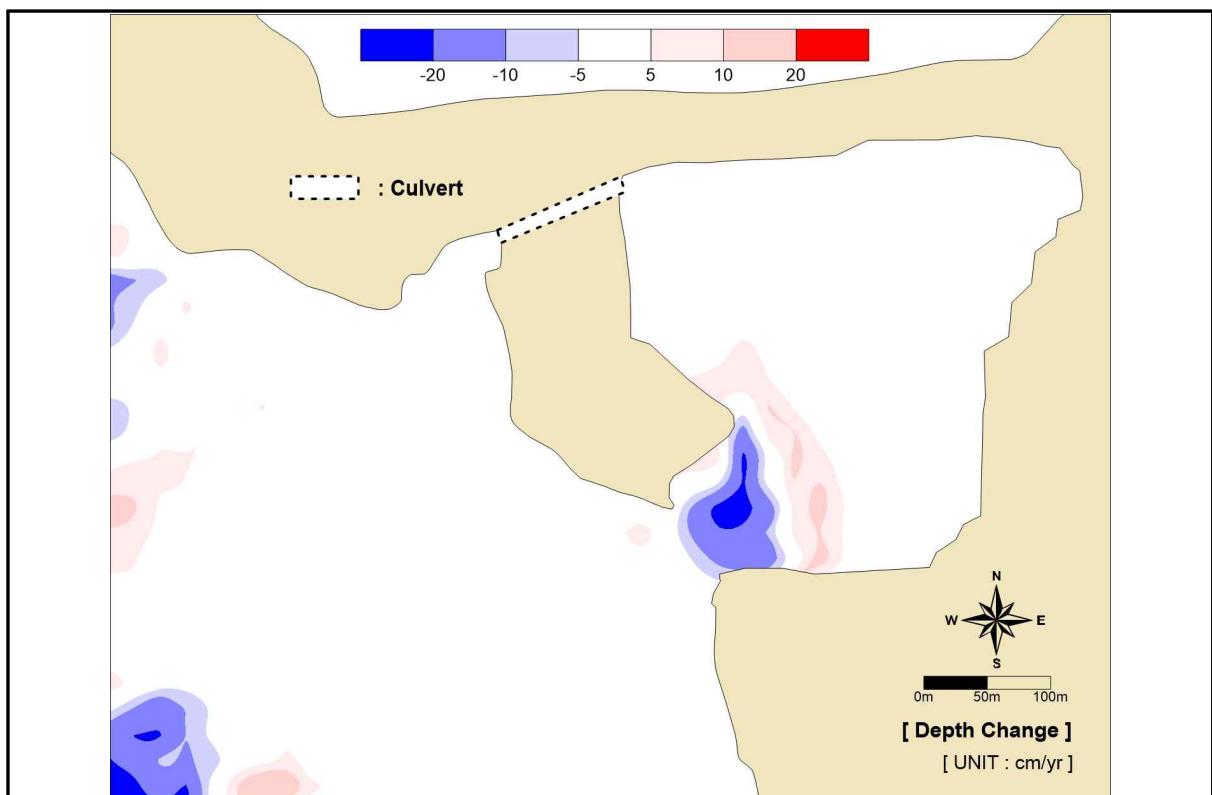 -20 -10 -5 5 10 20
: Culvert
N
W E
S
0m 50m 100m
[ Depth Change ]
[ UNIT : cm/yr ]